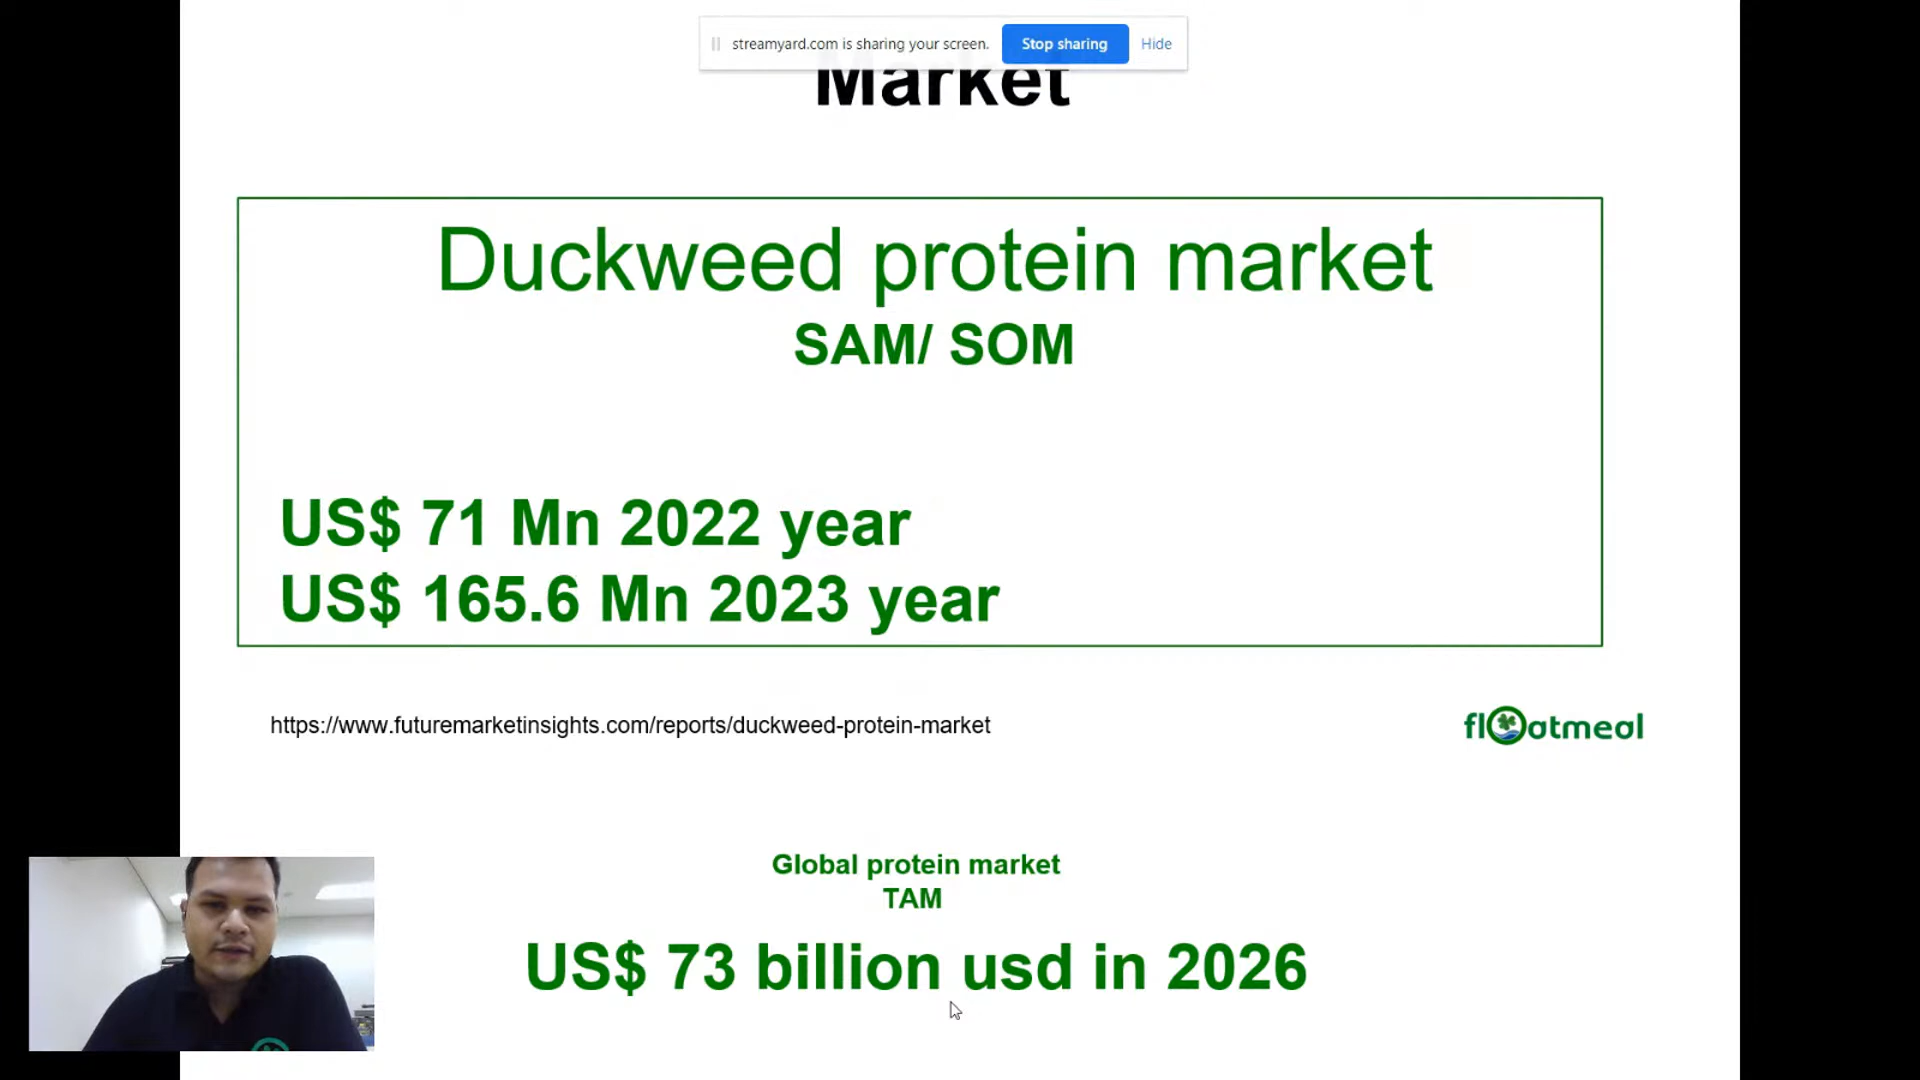 streamyard.com is sharing your screen.
Stop sharing
Hide
Market
Duckweed protein market
SAM/ SOM
US$ 71 Mn 2022 year
US$ 165.6 Mn 2023 year
https://www.futuremarketinsights.com/reports/duckweed-protein-market
floatmeal
Global protein market
TAM
US$ 73 billion usd in 2026